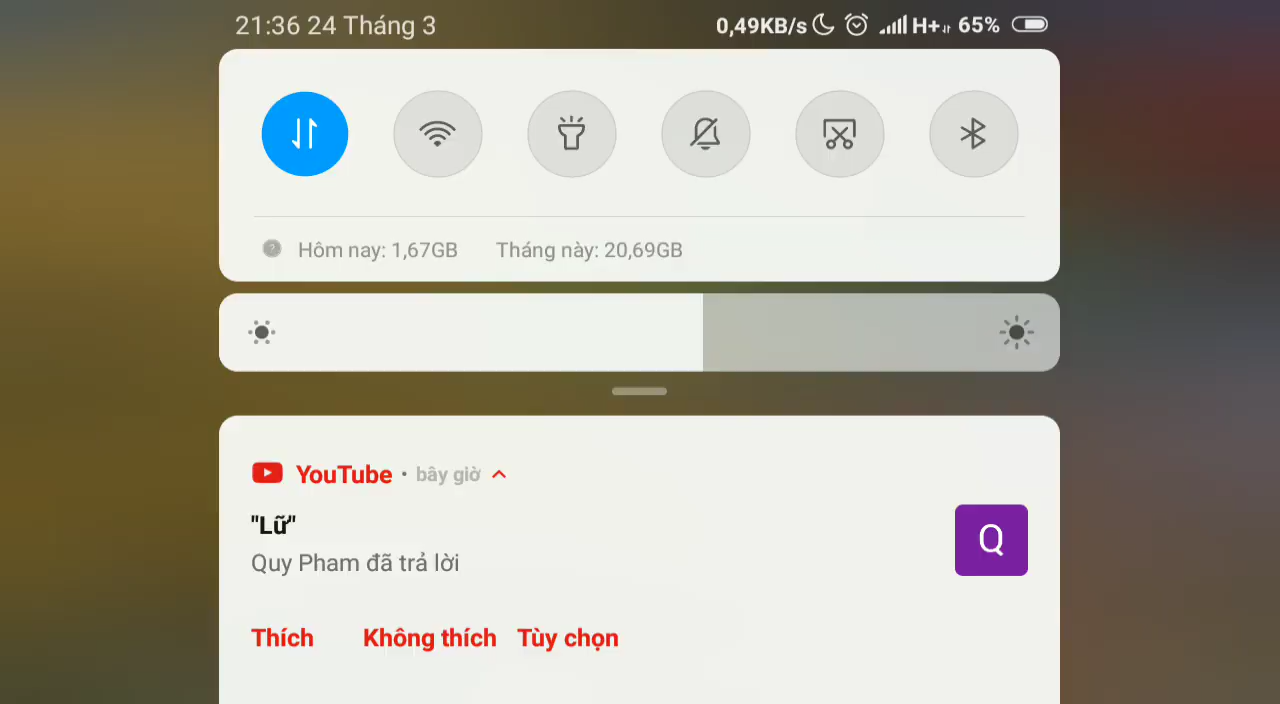 21:36 24 Tháng 3 0,49KB/s H+ 65%
Hôm nay: 1,67GB Tháng này: 20,69GB
YouTube · bây giờ
"Lữ"
Quy Pham đã trả lời
Q
Thích Không thích Tùy chọn